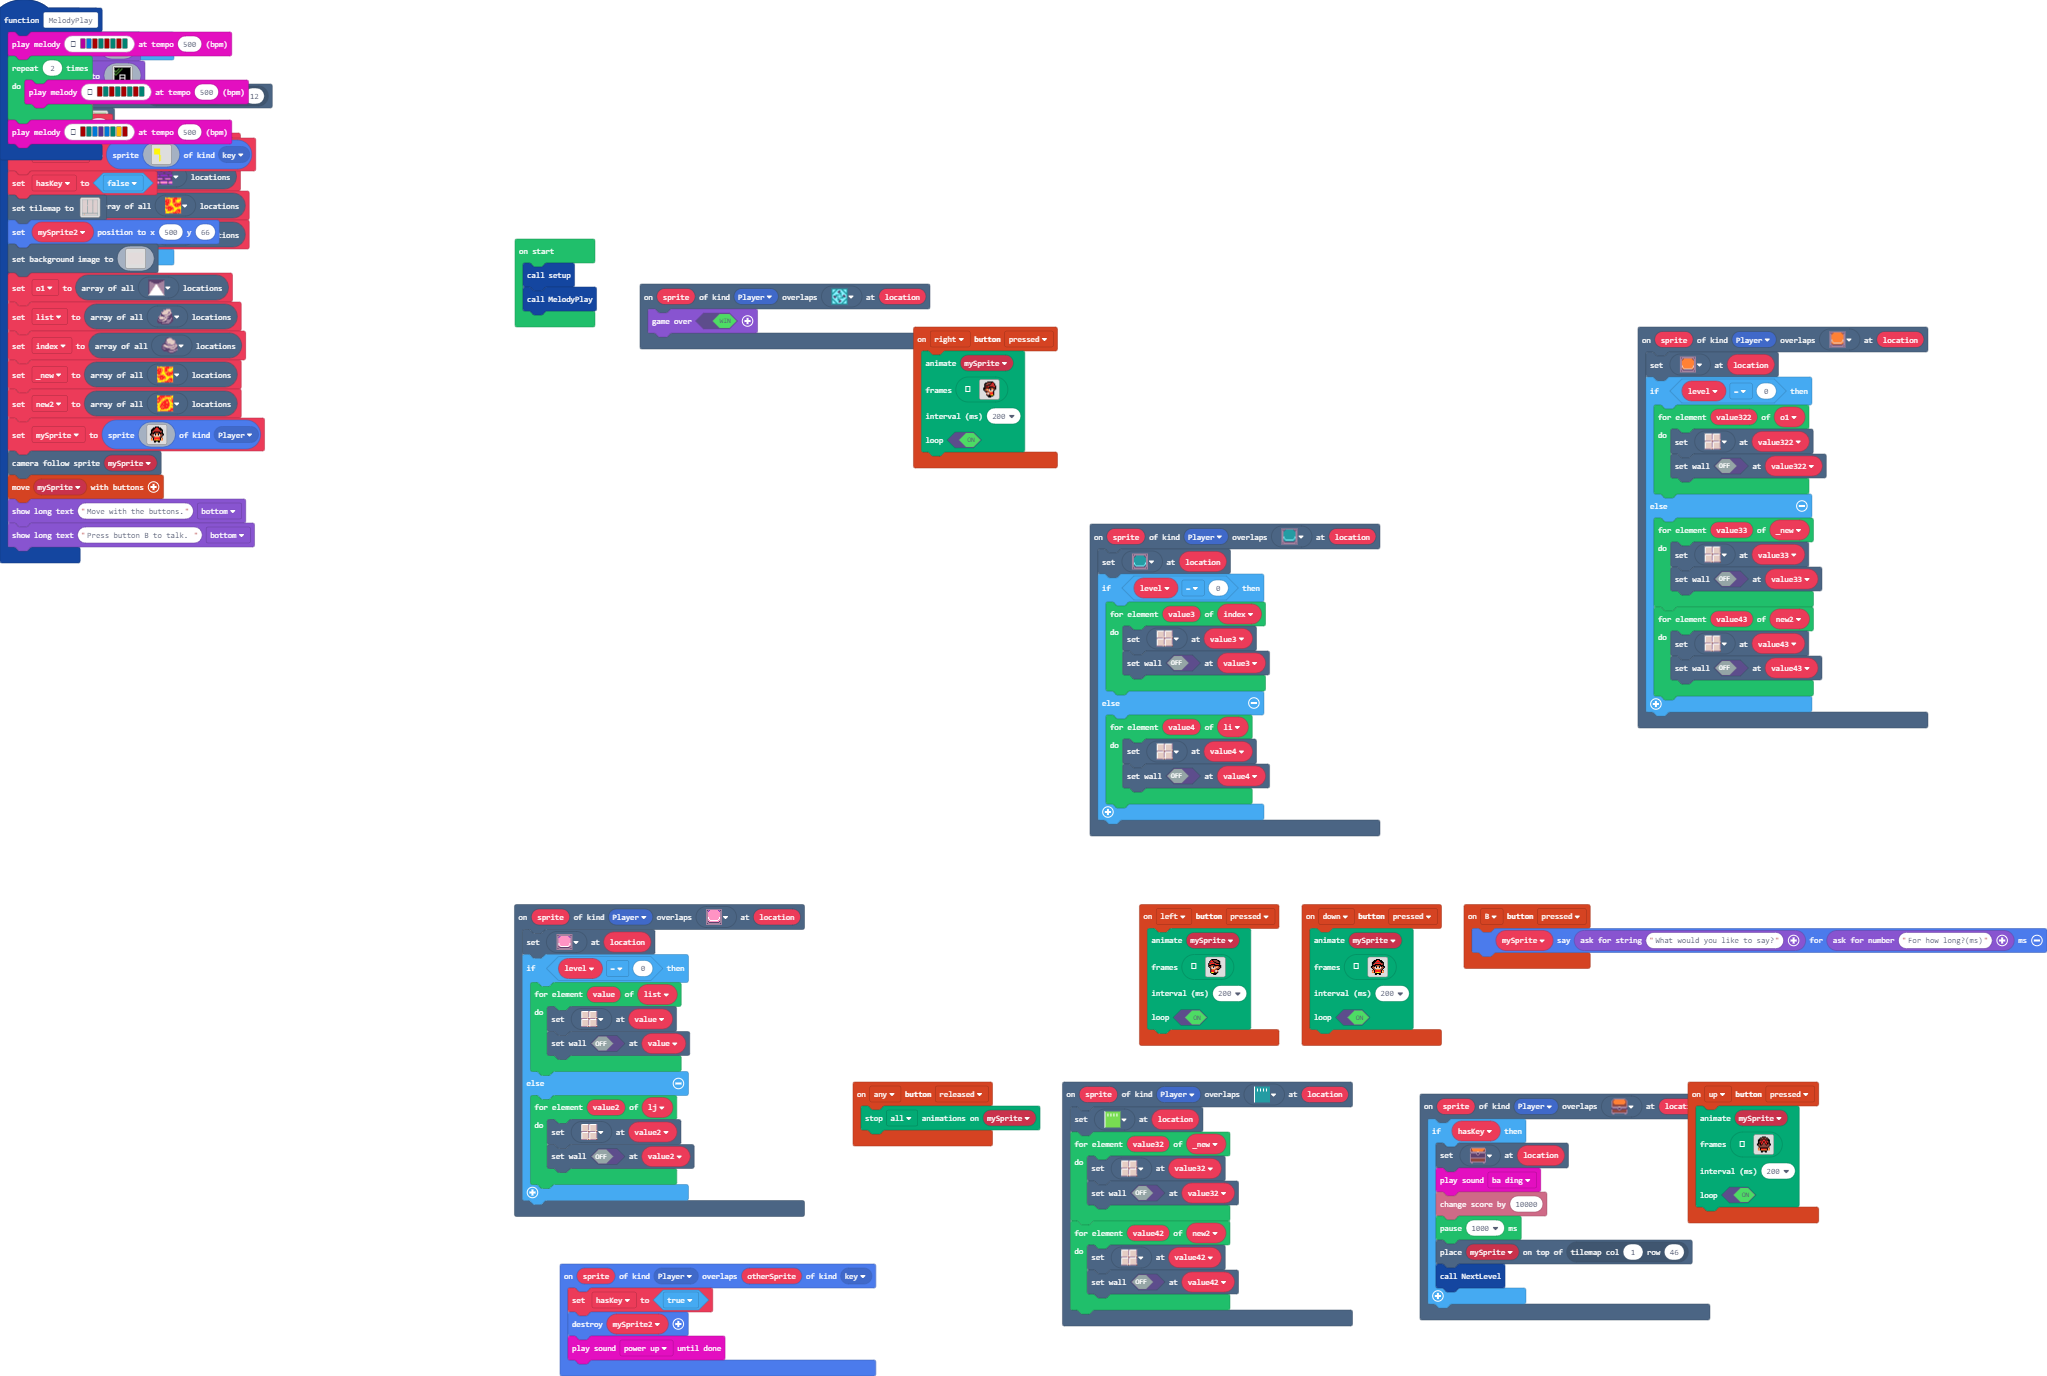 function MelodyPlay
play melody at tempo 500 (bpm)
repeat 2 times
to
do
play melody at tempo 500 (bpm)
12
play melody at tempo 500 (bpm)
sprite of kind key
set hasKey to false
locations
set tilemap to
ray of all locations
set mySprite2 position to x 500 y 66
ions
set background image to
set o1 to array of all locations
set list to array of all locations
set index to array of all locations
set _new to array of all locations
set new2 to array of all locations
set mySprite to sprite of kind Player
camera follow sprite mySprite
move mySprite with buttons
show long text "Move with the buttons." bottom
show long text "Press button B to talk. " bottom
on start
call setup
call MelodyPlay
on sprite of kind Player overlaps at location
game over WIN
on right button pressed
animate mySprite
frames
interval (ms) 200
loop ON
on sprite of kind Player overlaps at location
set at location
if level = 0 then
for element value322 of o1
do
set at value322
set wall OFF at value322
else
for element value33 of _new
do
set at value33
set wall OFF at value33
for element value43 of new2
do
set at value43
set wall OFF at value43
on sprite of kind Player overlaps at location
set at location
if level = 0 then
for element value3 of index
do
set at value3
set wall OFF at value3
else
for element value4 of li
do
set at value4
set wall OFF at value4
on sprite of kind Player overlaps at location
set at location
if level = 0 then
for element value of list
do
set at value
set wall OFF at value
else
for element value2 of lj
do
set at value2
set wall OFF at value2
on left button pressed
animate mySprite
frames
interval (ms) 200
loop ON
on down button pressed
animate mySprite
frames
interval (ms) 200
loop ON
on B button pressed
mySprite say ask for string "What would you like to say?" for ask for number "For how long?(ms)" ms
on any button released
stop all animations on mySprite
on sprite of kind Player overlaps at location
set at location
for element value32 of _new
do
set at value32
set wall OFF at value32
for element value42 of new2
do
set at value42
set wall OFF at value42
on sprite of kind Player overlaps at locat
if hasKey then
set at location
play sound ba ding
change score by 10000
pause 1000 ms
place mySprite on top of tilemap col 1 row 46
call NextLevel
on up button pressed
animate mySprite
frames
interval (ms) 200
loop ON
on sprite of kind Player overlaps otherSprite of kind key
set hasKey to true
destroy mySprite2
play sound power up until done